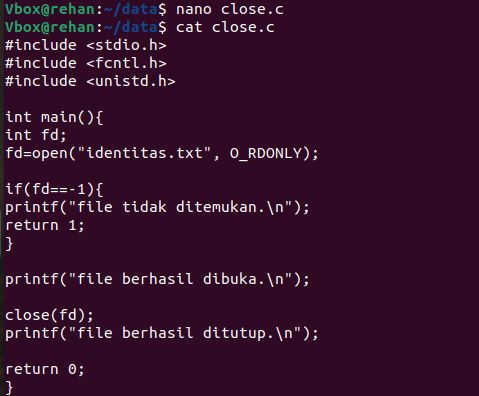 Vbox@rehan:~/data$ nano close.c
Vbox@rehan:~/data$ cat close.c
#include <stdio.h>
#include <fcntl.h>
#include <unistd.h>
int main(){
int fd;
fd=open("identitas.txt", O_RDONLY);
if(fd==-1){
printf("file tidak ditemukan.\n");
return 1;
}
printf("file berhasil dibuka.\n");
close(fd);
printf("file berhasil ditutup.\n");
return 0;
}